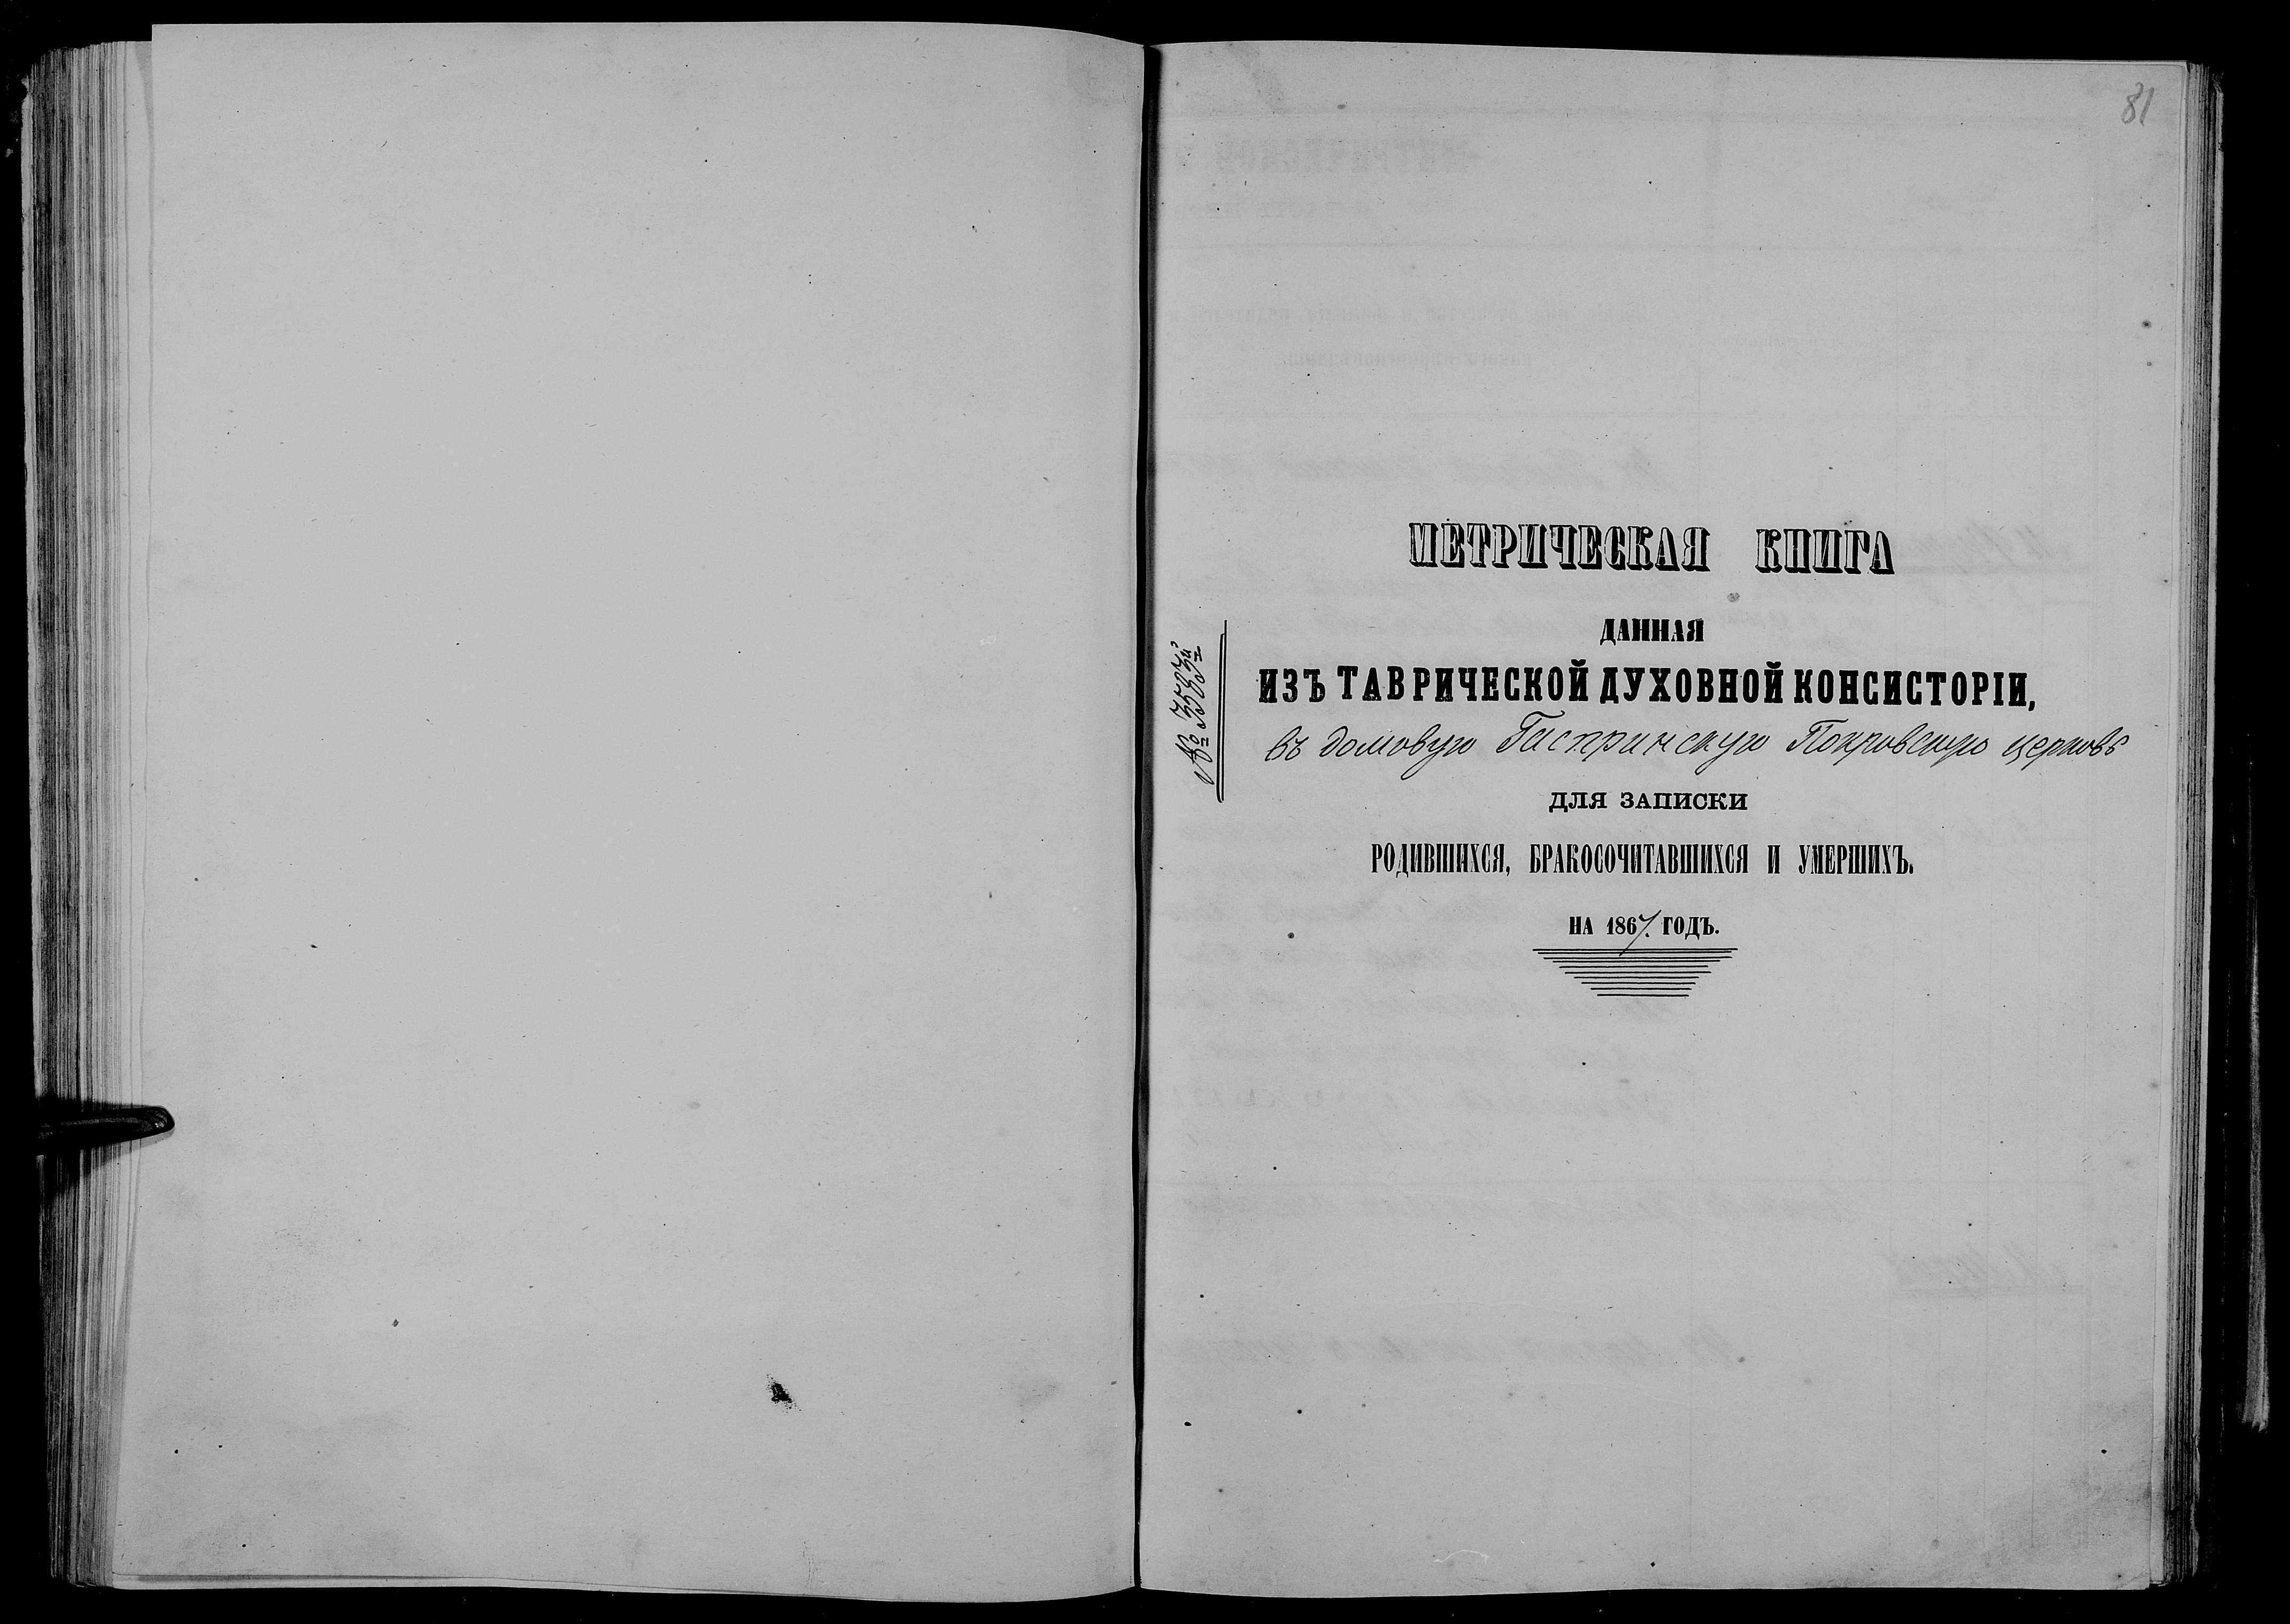 81
МЕТРИЧЕСКАЯ КНИГА
ДАННАЯ
ИЗЪ ТАВРИЧЕСКОЙ ДУХОВНОЙ КОНСИСТОРІИ,
въ домовую Гаспринскую Покровскую церковь
ДЛЯ ЗАПИСКИ
РОДИВШИХСЯ, БРАКОСОЧИТАВШИХСЯ И УМЕРШИХЪ.
НА 1867. ГОДЪ.